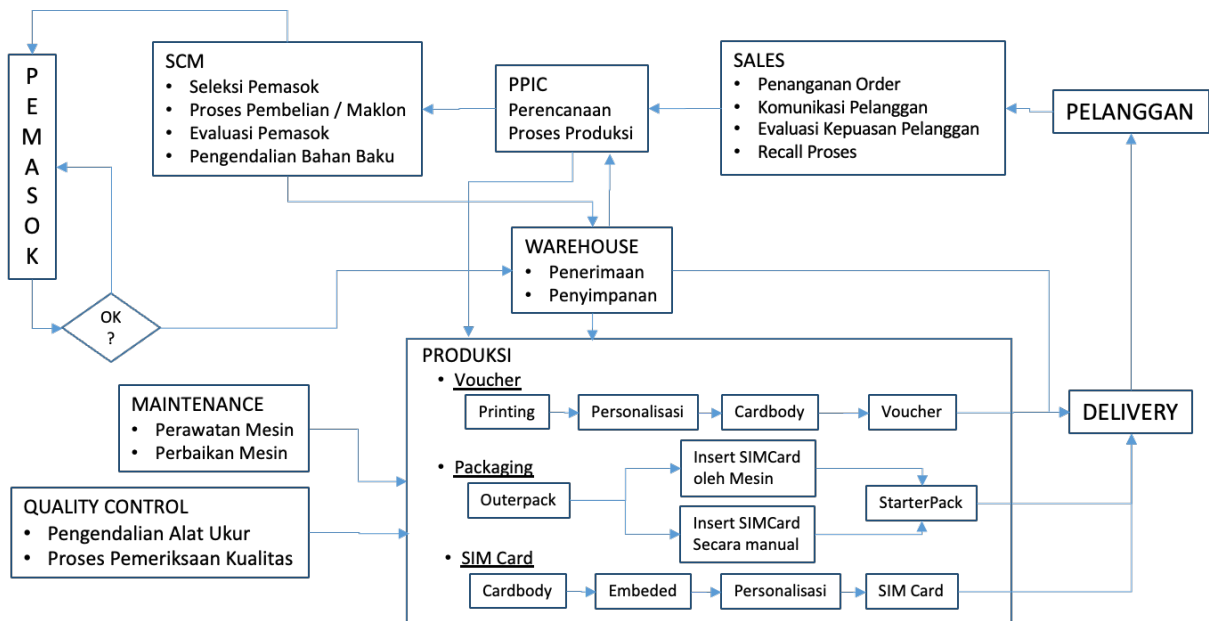 P
E
M
A
S
O
K
SCM
• Seleksi Pemasok
• Proses Pembelian / Maklon
• Evaluasi Pemasok
• Pengendalian Bahan Baku
PPIC
Perencanaan
Proses Produksi
SALES
• Penanganan Order
• Komunikasi Pelanggan
• Evaluasi Kepuasan Pelanggan
• Recall Proses
PELANGGAN
OK
?
WAREHOUSE
• Penerimaan
• Penyimpanan
MAINTENANCE
• Perawatan Mesin
• Perbaikan Mesin
QUALITY CONTROL
• Pengendalian Alat Ukur
• Proses Pemeriksaan Kualitas
PRODUKSI
• Voucher
Printing
Personalisasi
Cardbody
Voucher
• Packaging
Outerpack
Insert SIMCard
oleh Mesin
Insert SIMCard
Secara manual
StarterPack
• SIM Card
Cardbody
Embeded
Personalisasi
SIM Card
DELIVERY